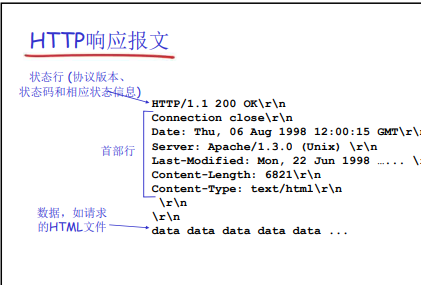 HTTP响应报文
状态行 (协议版本、
状态码和相应状态信息)
HTTP/1.1 200 OK\r\n
Connection close\r\n
Date: Thu, 06 Aug 1998 12:00:15 GMT\r\
Server: Apache/1.3.0 (Unix) \r\n
Last-Modified: Mon, 22 Jun 1998 …... \
Content-Length: 6821\r\n
Content-Type: text/html\r\n
\r\n
\r\n
首部行
数据，如请求
的HTML文件
data data data data data ...